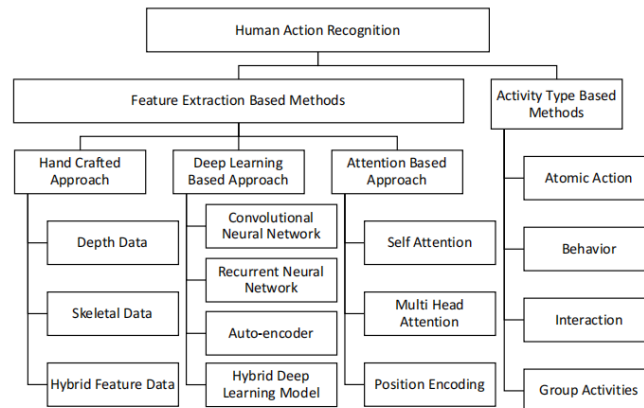 Human Action Recognition
Feature Extraction Based Methods
Activity Type Based
Methods
Hand Crafted
Approach
Deep Learning
Based Approach
Attention Based
Approach
Depth Data
Skeletal Data
Hybrid Feature Data
Convolutional
Neural Network
Recurrent Neural
Network
Auto-encoder
Hybrid Deep
Learning Model
Self Attention
Multi Head
Attention
Position Encoding
Atomic Action
Behavior
Interaction
Group Activities